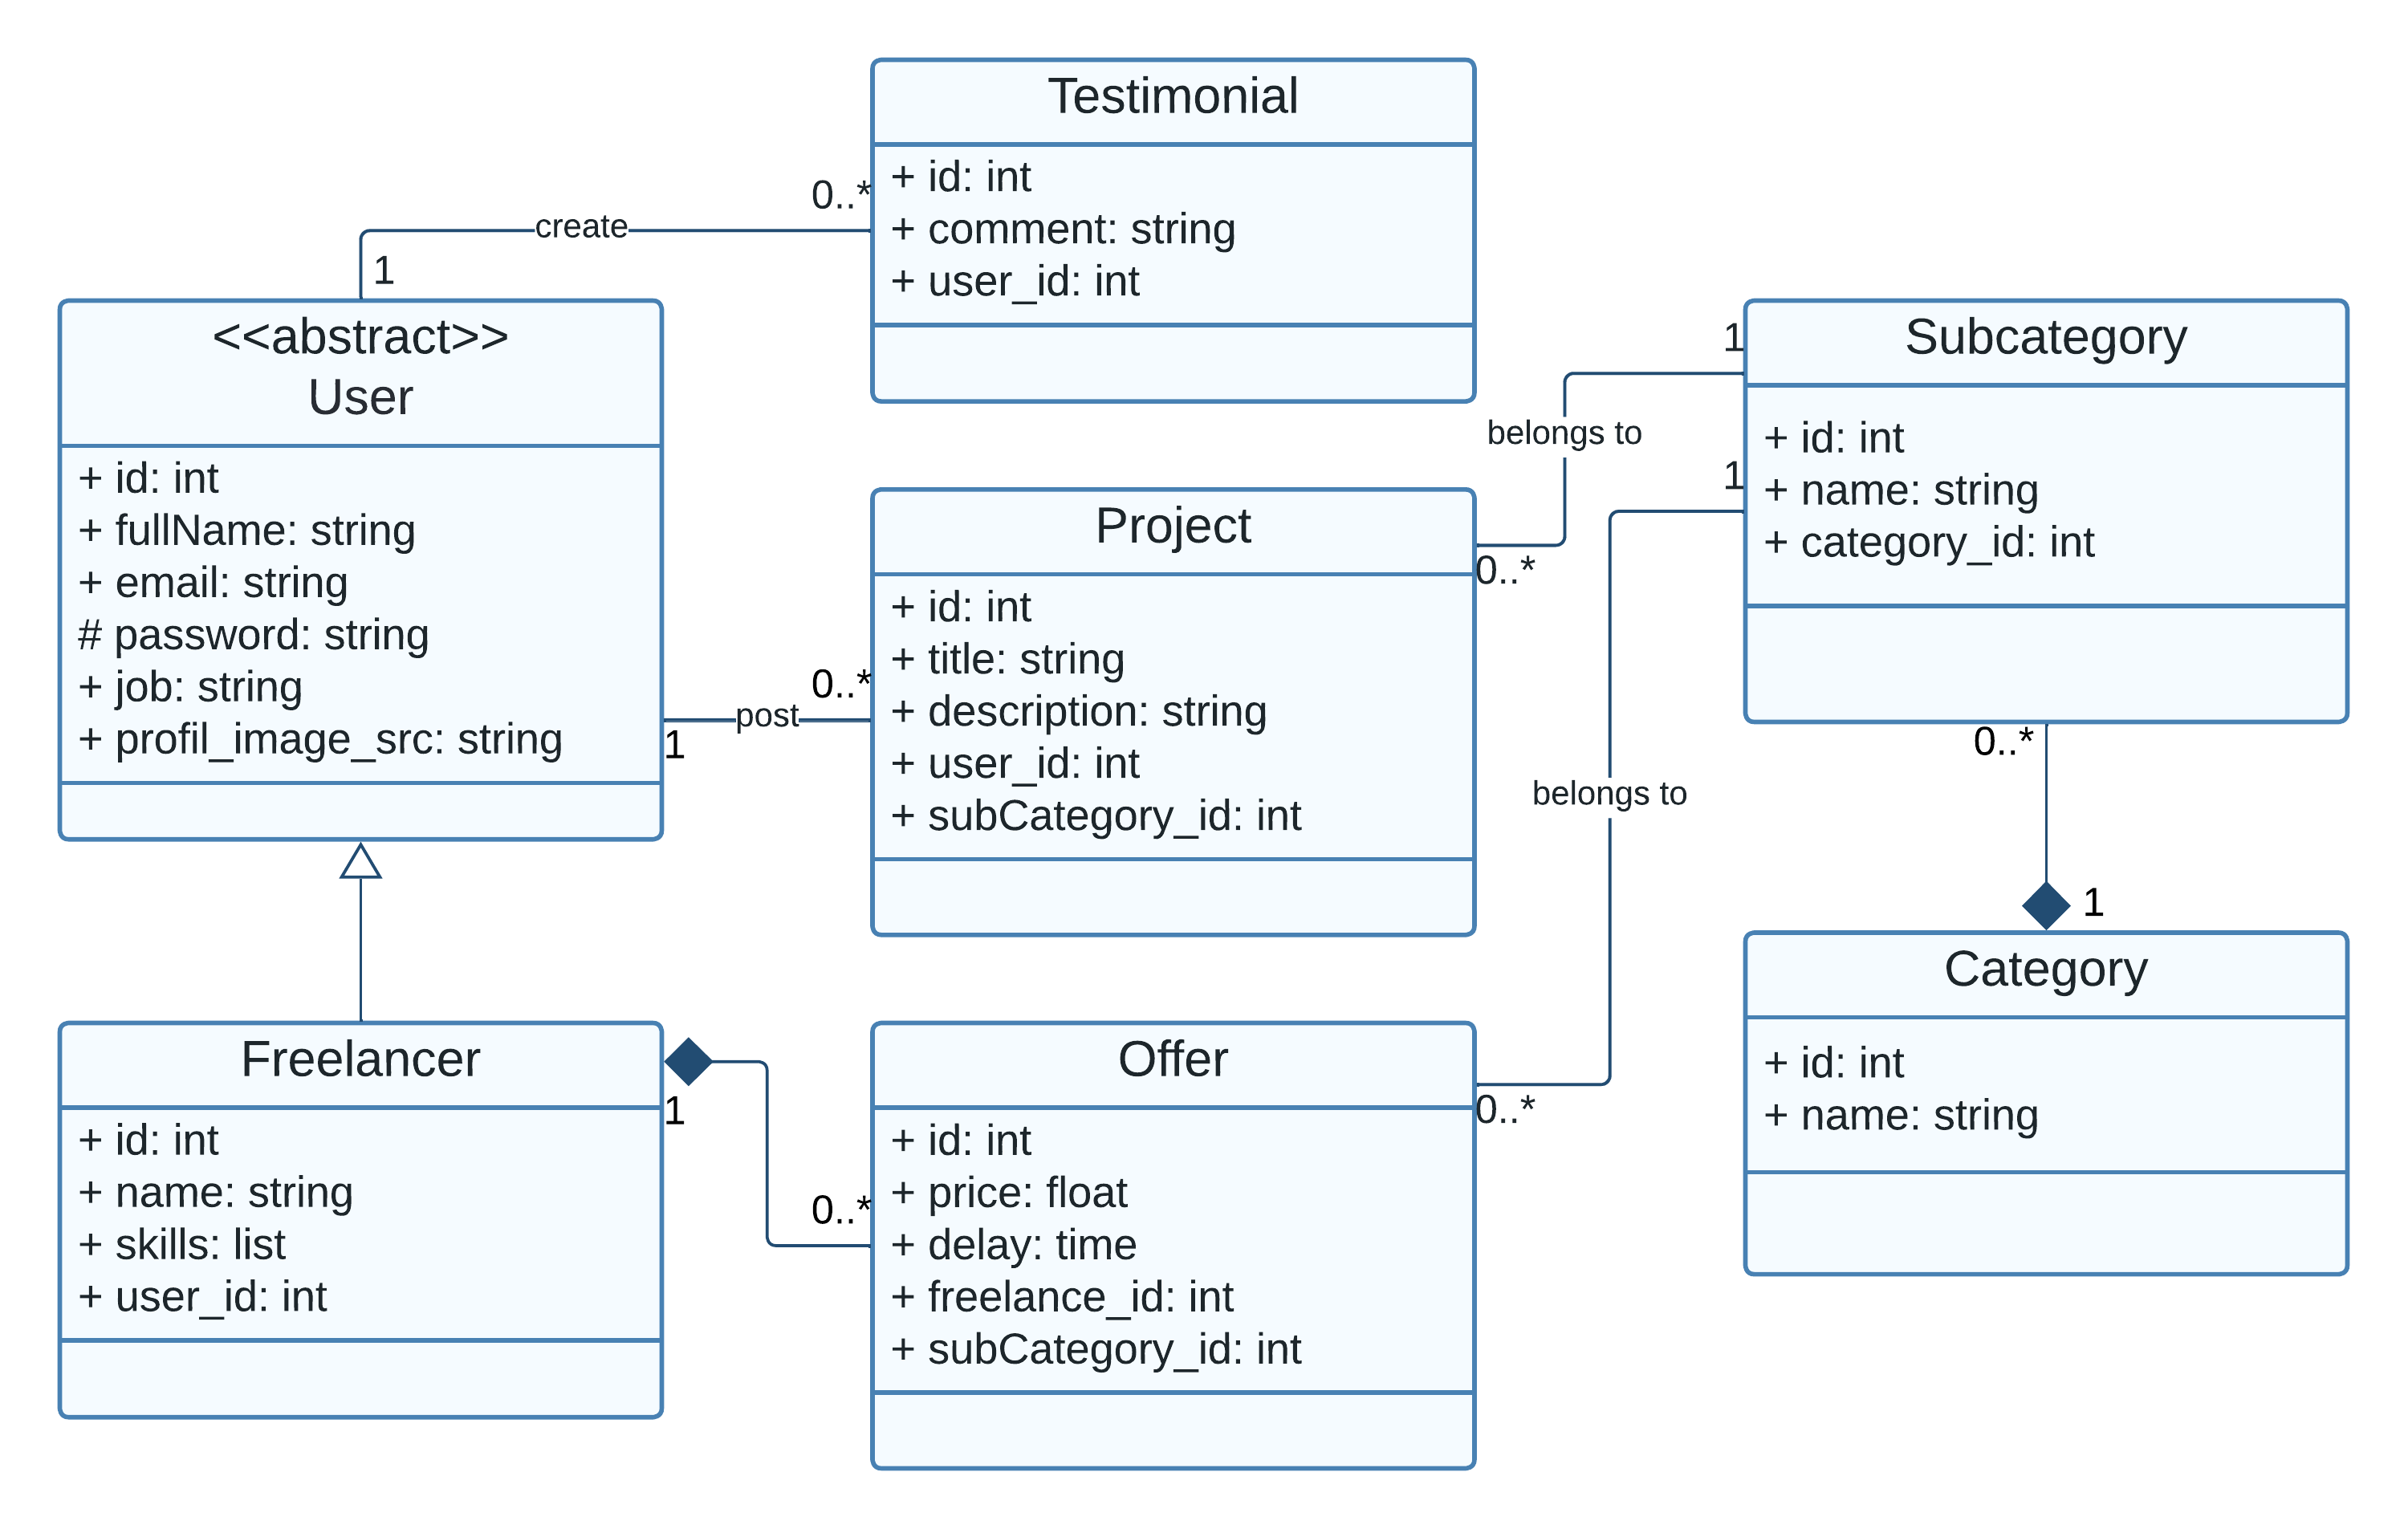 Testimonial
+ id: int
+ comment: string
+ user_id: int
0..*
create
1
<<abstract>>
User
+ id: int
+ fullName: string
+ email: string
# password: string
+ job: string
+ profil_image_src: string
1
post
0..*
Project
+ id: int
+ title: string
+ description: string
+ user_id: int
+ subCategory_id: int
0..*
belongs to
1
Subcategory
+ id: int
+ name: string
+ category_id: int
1
belongs to
0..*
0..*
1
Category
+ id: int
+ name: string
Freelancer
+ id: int
+ name: string
+ skills: list
+ user_id: int
1
0..*
Offer
+ id: int
+ price: float
+ delay: time
+ freelance_id: int
+ subCategory_id: int